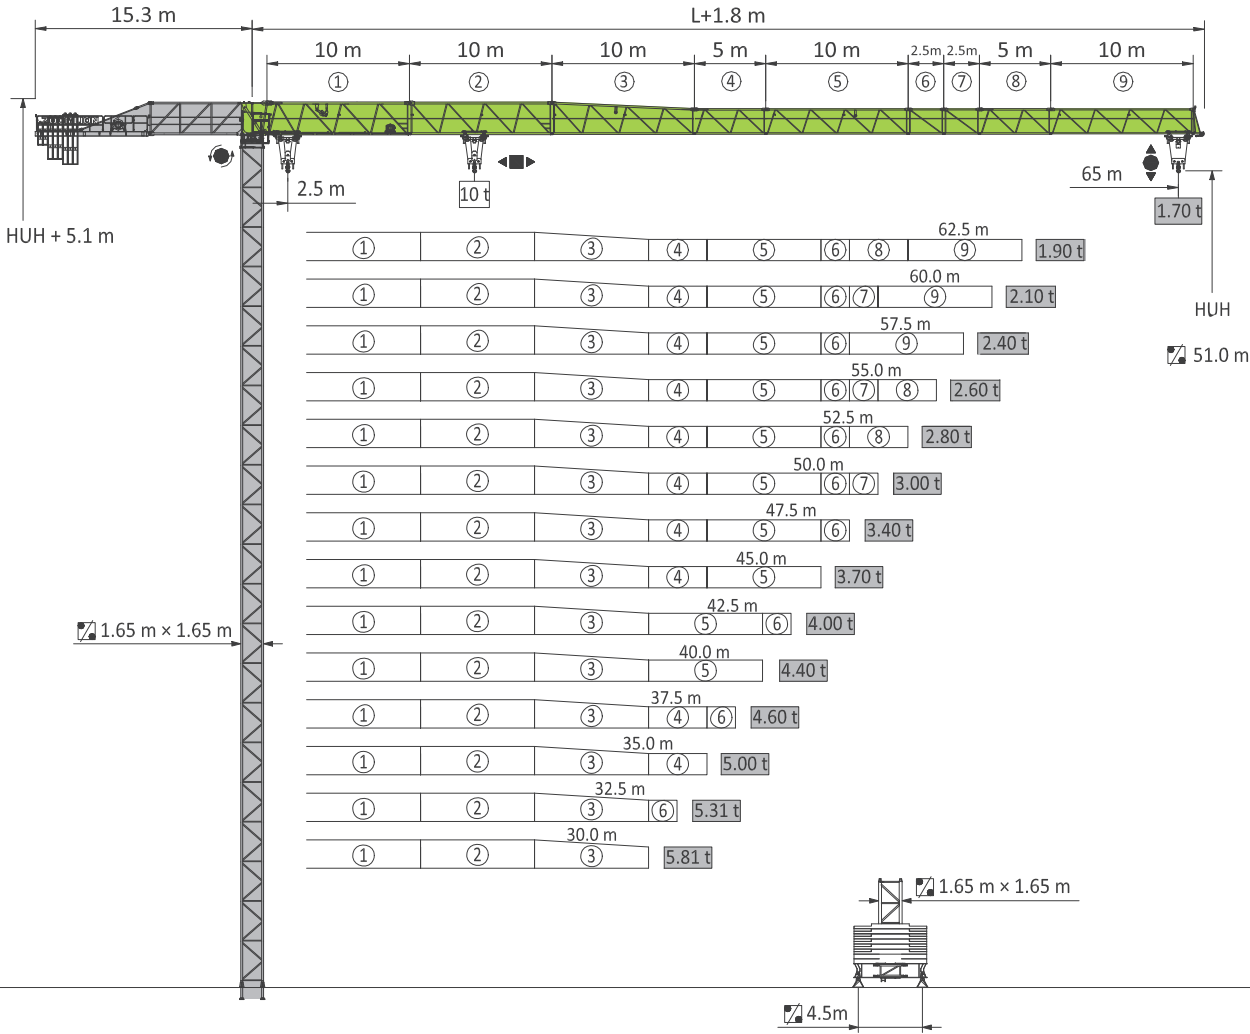 15.3 m L+1.8 m
10 m 10 m 10 m 5 m 10 m 2.5m 2.5m 5 m 10 m
① ② ③ ④ ⑤ ⑥ ⑦ ⑧ ⑨
2.5 m 10 t 65 m
1.70 t
HUH + 5.1 m
62.5 m
① ② ③ ④ ⑤ ⑥ ⑧ ⑨ 1.90 t
60.0 m
① ② ③ ④ ⑤ ⑥ ⑦ ⑨ 2.10 t
HUH
57.5 m
① ② ③ ④ ⑤ ⑥ ⑨ 2.40 t
51.0 m
55.0 m
① ② ③ ④ ⑤ ⑥ ⑦ ⑧ 2.60 t
52.5 m
① ② ③ ④ ⑤ ⑥ ⑧ 2.80 t
50.0 m
① ② ③ ④ ⑤ ⑥ ⑦ 3.00 t
47.5 m
① ② ③ ④ ⑤ ⑥ 3.40 t
45.0 m
① ② ③ ④ ⑤ 3.70 t
42.5 m
① ② ③ ⑤ ⑥ 4.00 t
1.65 m × 1.65 m
40.0 m
① ② ③ ⑤ 4.40 t
37.5 m
① ② ③ ④ ⑥ 4.60 t
35.0 m
① ② ③ ④ 5.00 t
32.5 m
① ② ③ ⑥ 5.31 t
30.0 m
① ② ③ 5.81 t
1.65 m × 1.65 m
4.5m